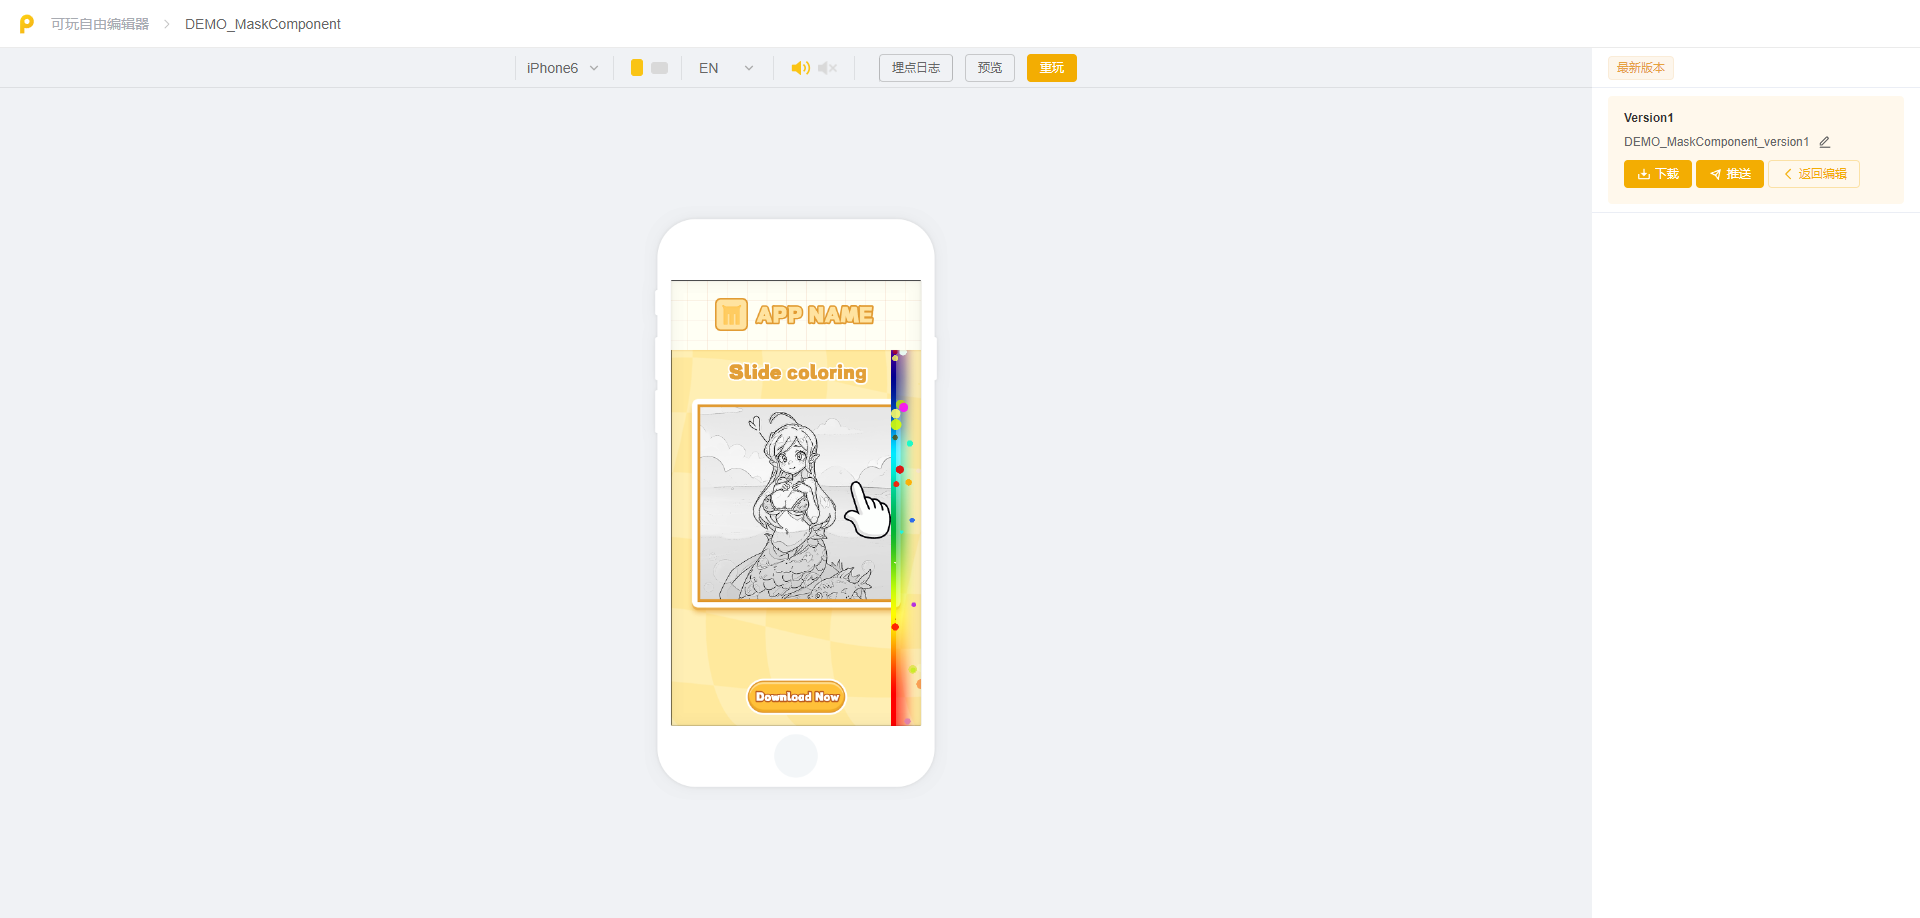 可玩自由编辑器 > DEMO_MaskComponent
iPhone6 EN 埋点日志 预览 重玩
最新版本
Version1
DEMO_MaskComponent_version1
下载 推送 返回编辑
APP NAME
Slide coloring
Download Now